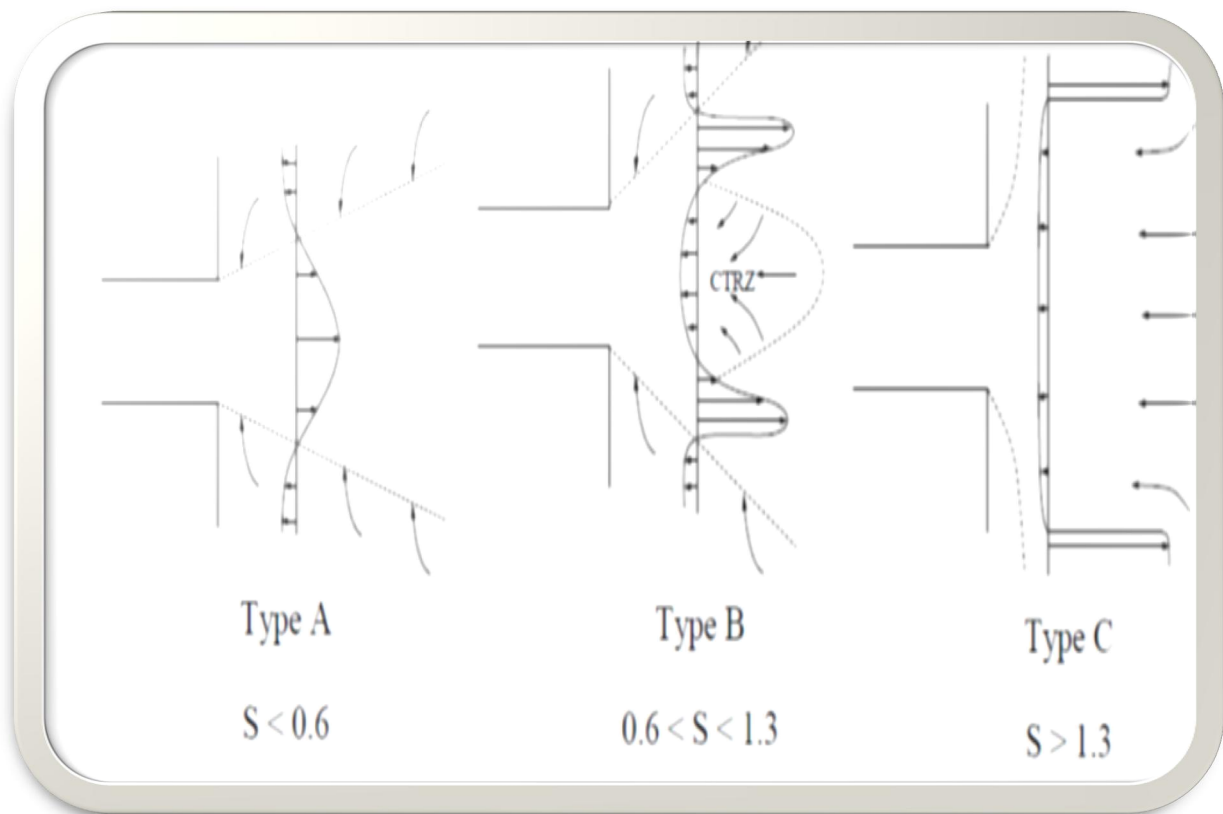 CTRZ
Type A
Type B
Type C
S < 0.6
0.6 < S < 1.3
S > 1.3